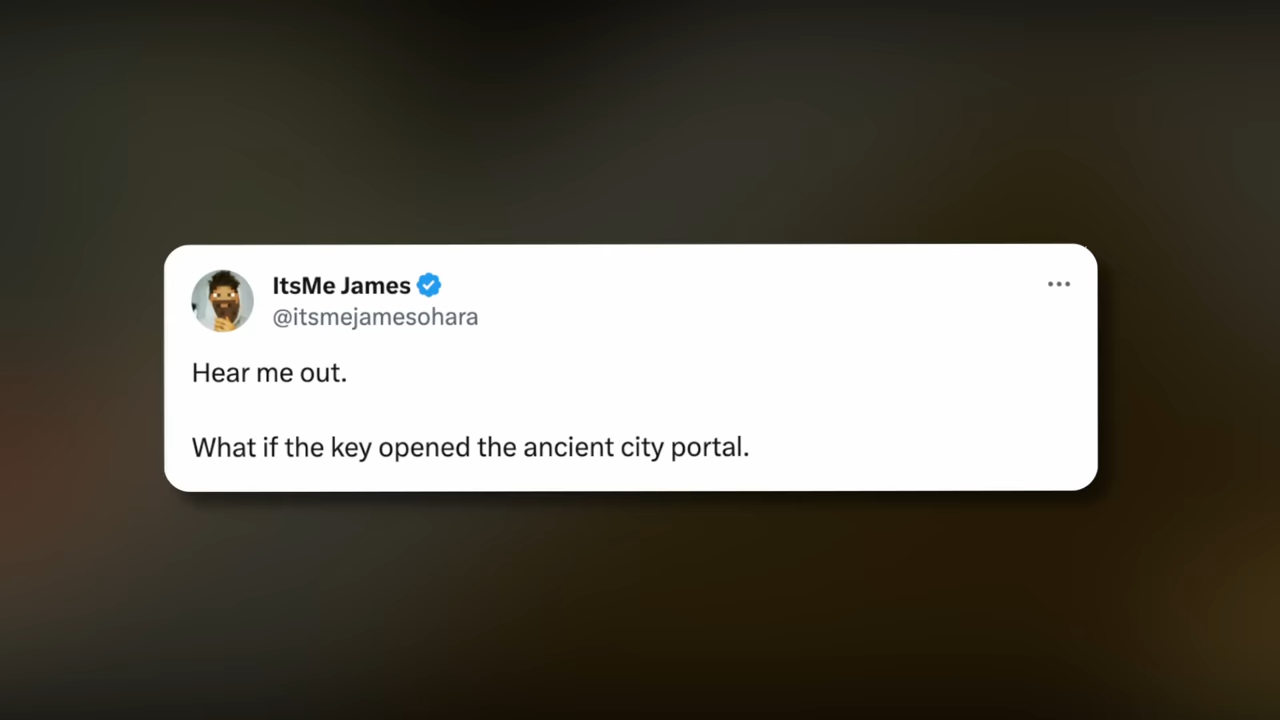 ItsMe James
@itsmejamesohara
Hear me out.
What if the key opened the ancient city portal.